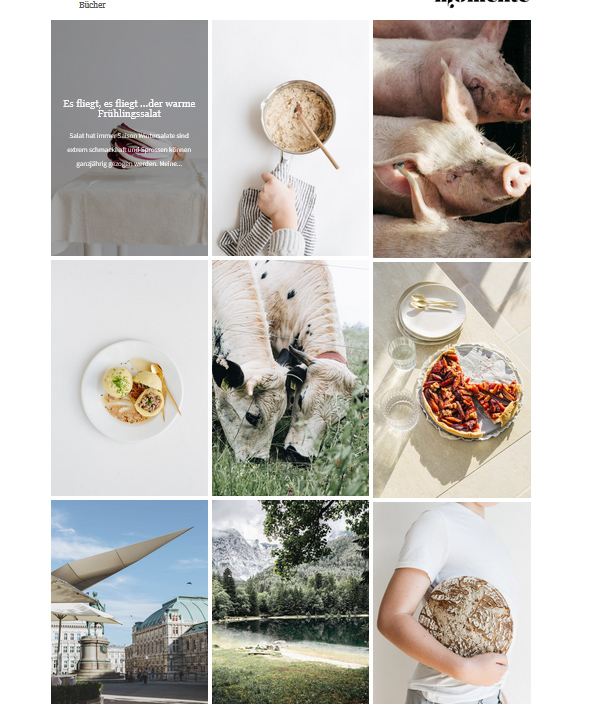 Bücher
Es fliegt, es fliegt …der warme
Frühlingssalat
Salat hat immer Saison Wintersalate sind
extrem schmackhaft und Sprossen können
ganzjährig gezogen werden. Meine...